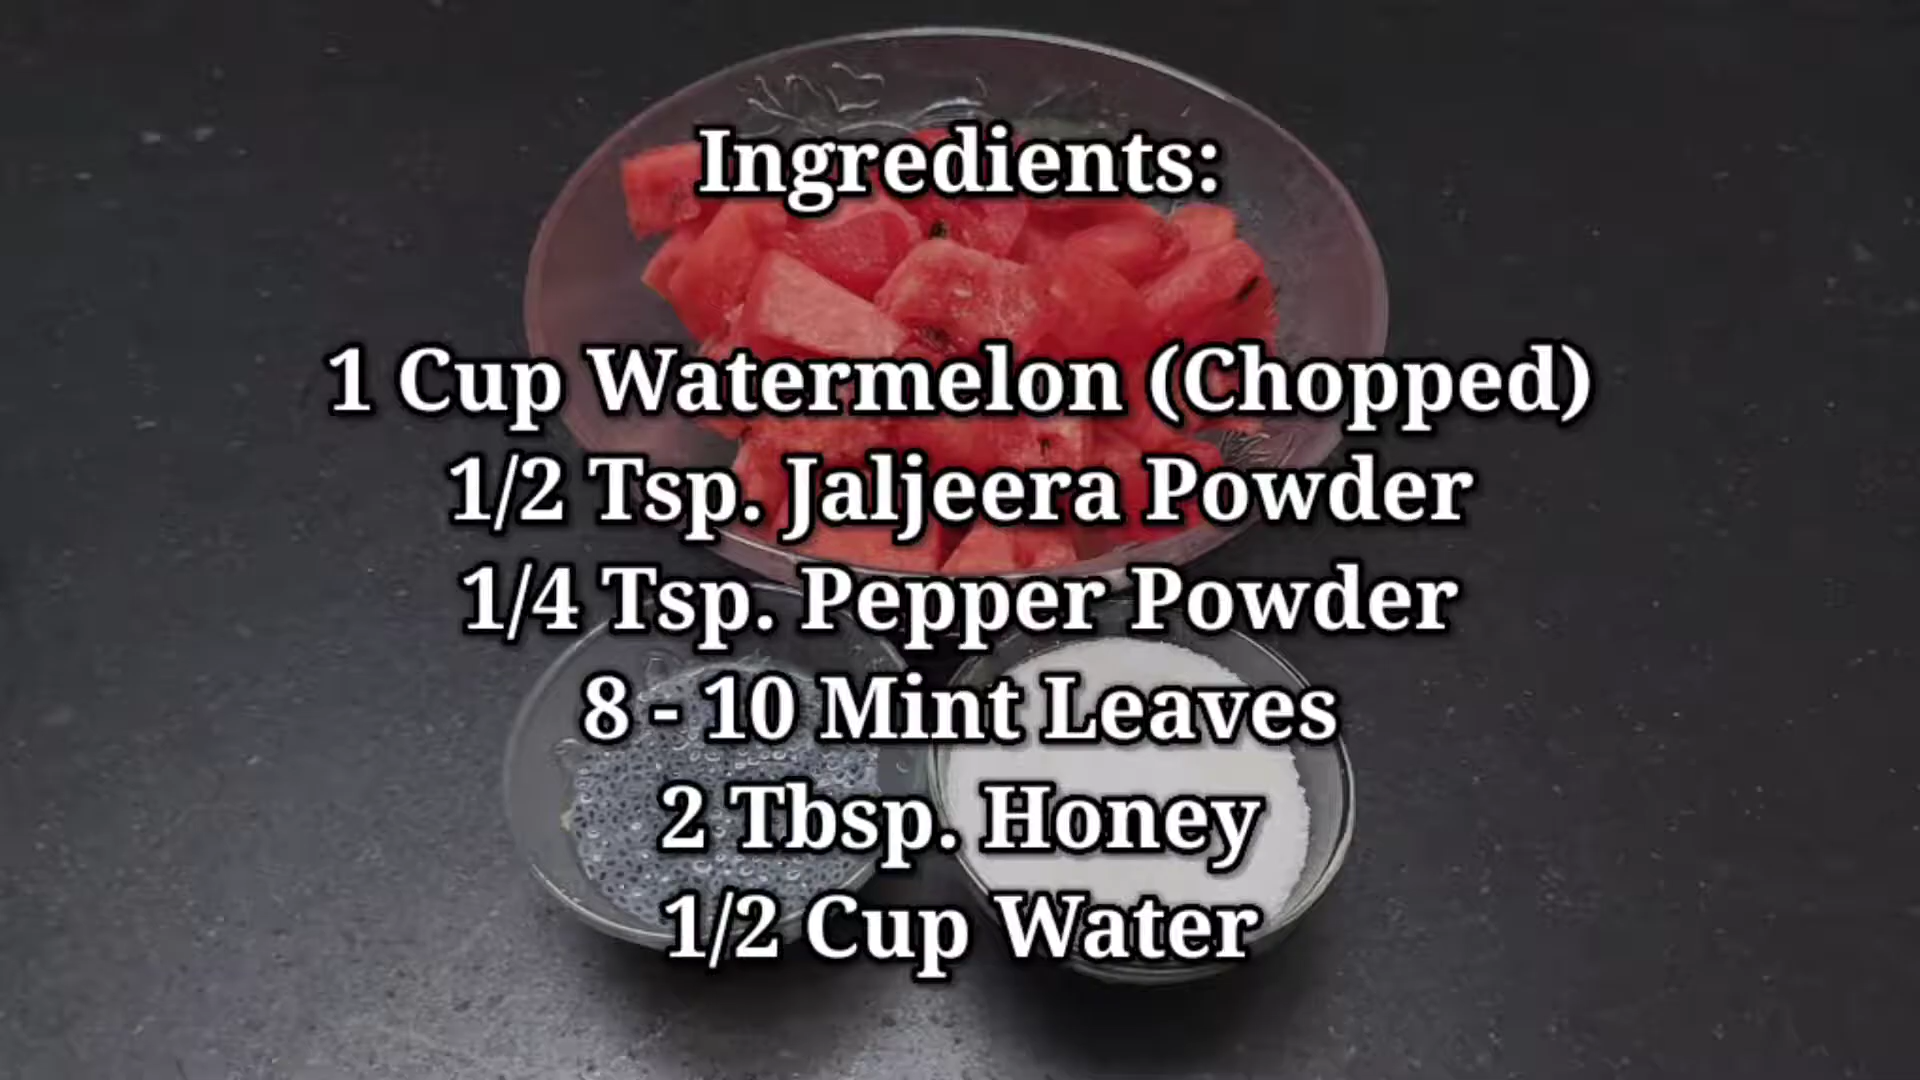 Ingredients:
1 Cup Watermelon (Chopped)
1/2 Tsp. Jaljeera Powder
1/4 Tsp. Pepper Powder
8 - 10 Mint Leaves
2 Tbsp. Honey
1/2 Cup Water